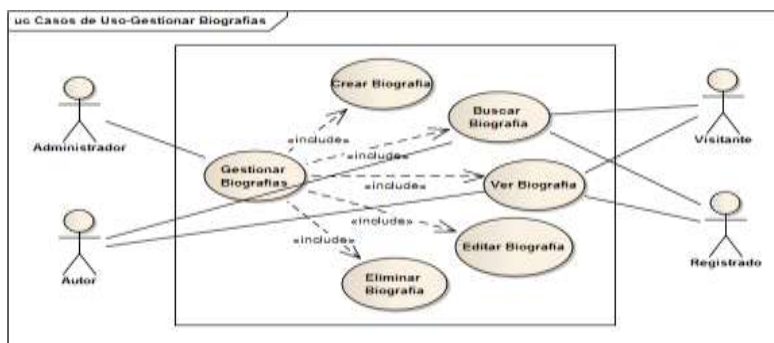 uc Casos de Uso-Gestionar Biografias
Crear Biografia
Buscar
Biografia
Administrador
Visitante
«include»
«include»
Gestionar
Biografias
«include»
Ver Biografia
«include»
«include»
Editar Biografia
Autor
Eliminar
Biografia
Registrado